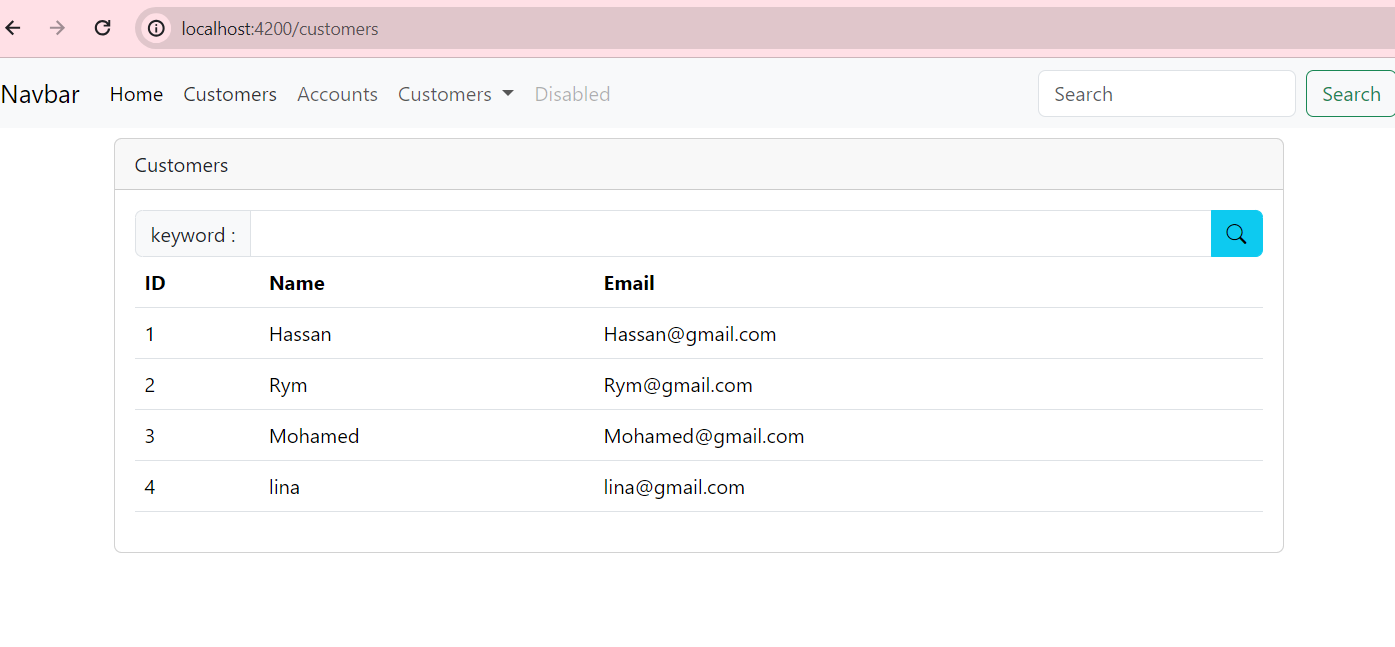 localhost:4200/customers
Navbar Home Customers Accounts Customers Disabled Search Search
Customers
keyword :
ID Name Email
1 Hassan Hassan@gmail.com
2 Rym Rym@gmail.com
3 Mohamed Mohamed@gmail.com
4 lina lina@gmail.com